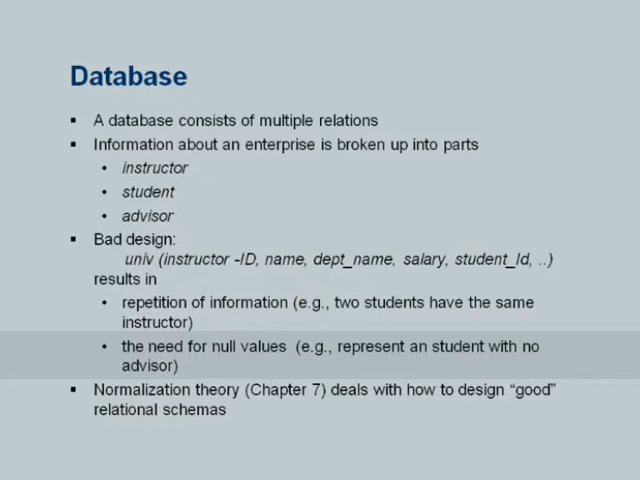 Database
▪ A database consists of multiple relations
▪ Information about an enterprise is broken up into parts
• instructor
• student
• advisor
▪ Bad design:
univ (instructor -ID, name, dept_name, salary, student_Id, ..)
results in
• repetition of information (e.g., two students have the same
instructor)
• the need for null values (e.g., represent an student with no
advisor)
▪ Normalization theory (Chapter 7) deals with how to design “good”
relational schemas